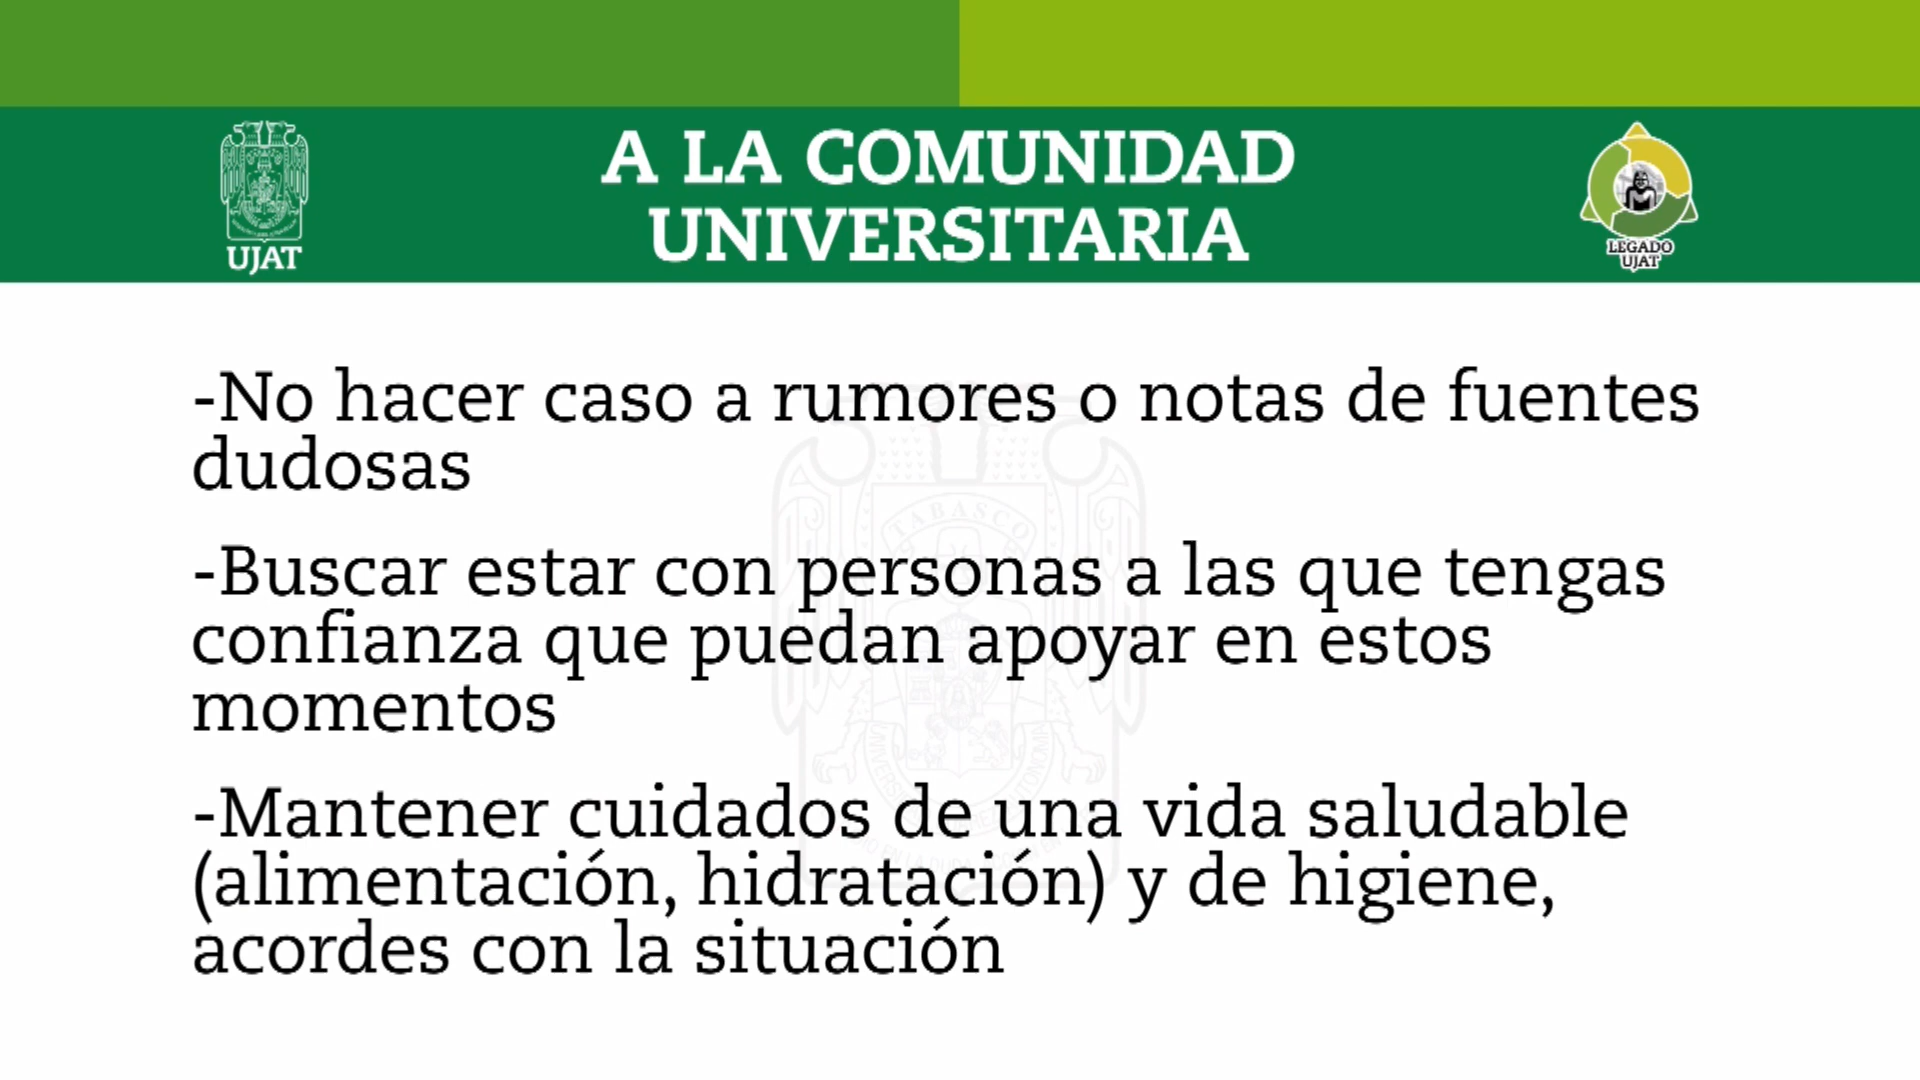 A LA COMUNIDAD
UNIVERSITARIA
UJAT
LEGADO
UJAT
-No hacer caso a rumores o notas de fuentes
dudosas
-Buscar estar con personas a las que tengas
confianza que puedan apoyar en estos
momentos
-Mantener cuidados de una vida saludable
(alimentación, hidratación) y de higiene,
acordes con la situación
TABASCO